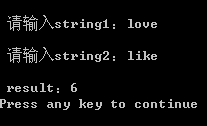 请输入string1：love
请输入string2：like
result：6
Press any key to continue